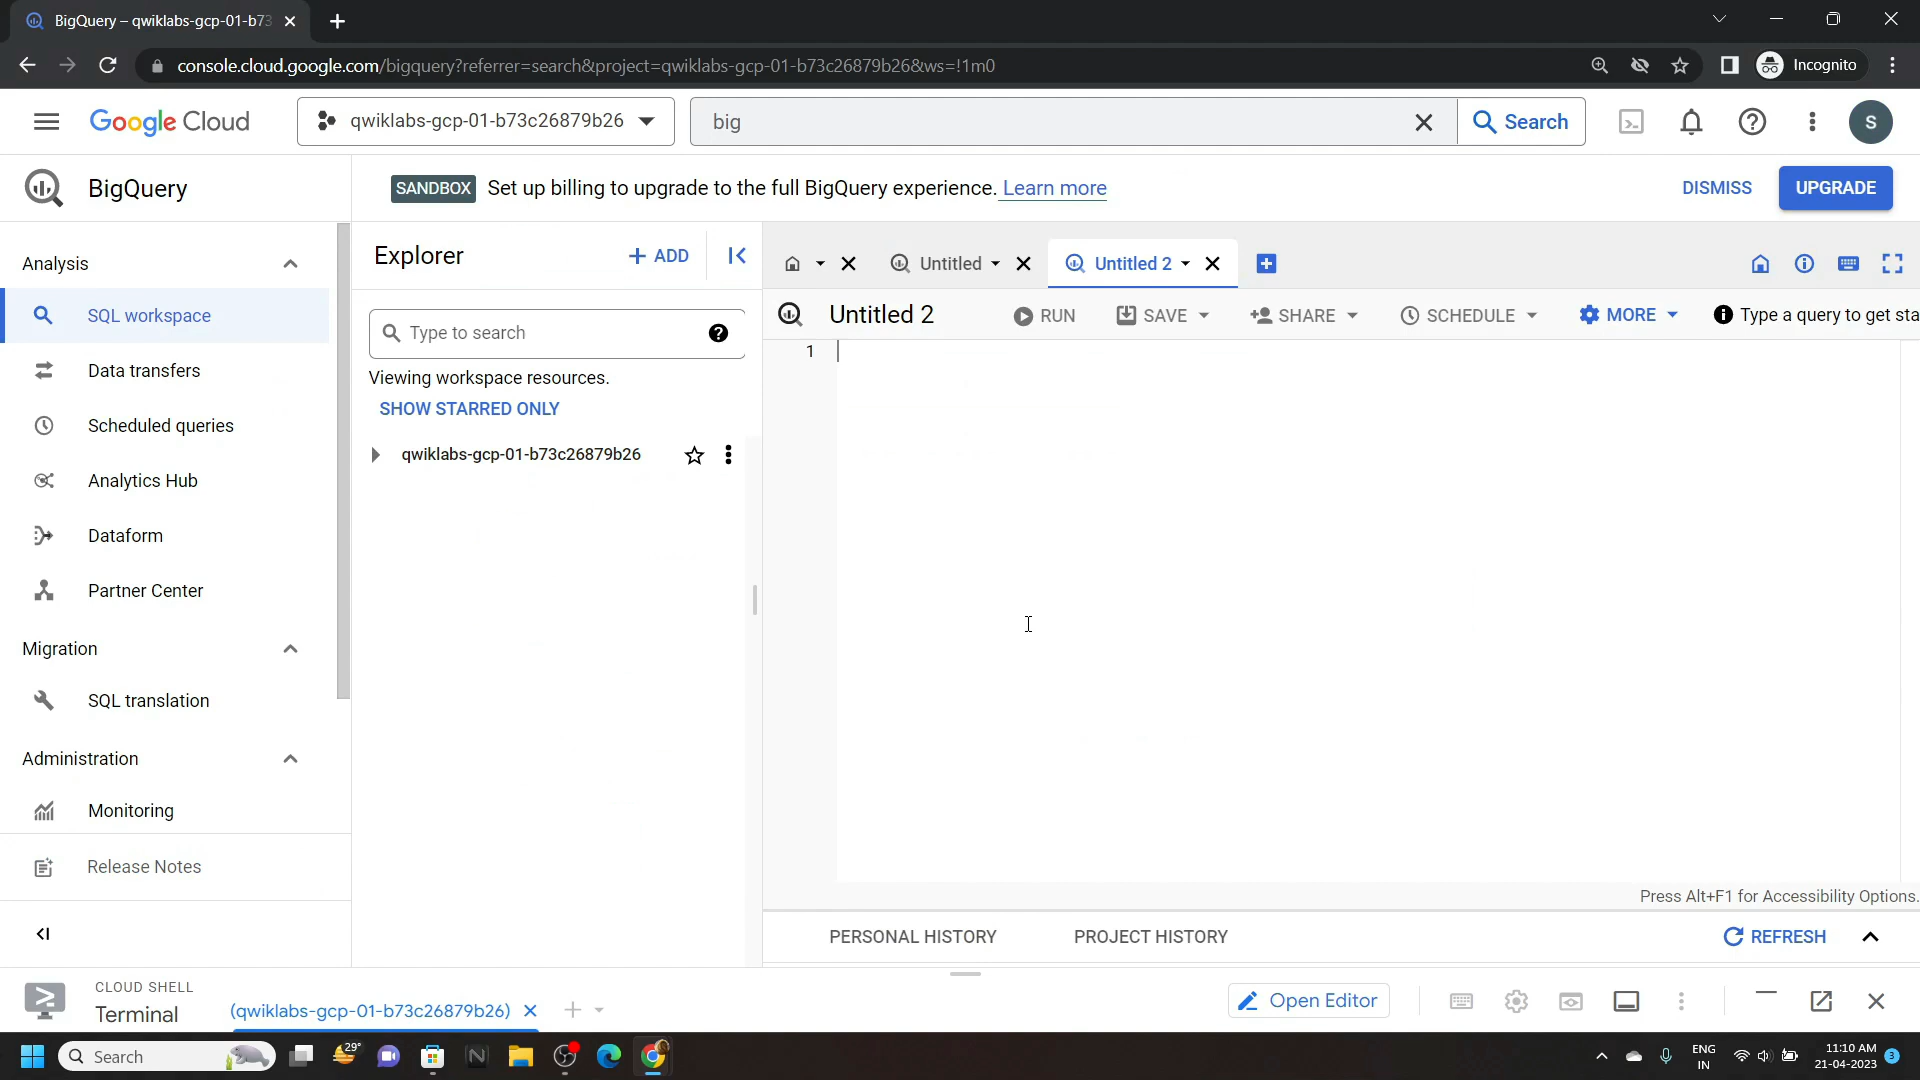 BigQuery – qwiklabs-gcp-01-b73
console.cloud.google.com/bigquery?referrer=search&project=qwiklabs-gcp-01-b73c26879b26&ws=!1m0
Incognito
Google Cloud
qwiklabs-gcp-01-b73c26879b26
big
Search
S
BigQuery
SANDBOX Set up billing to upgrade to the full BigQuery experience. Learn more
DISMISS
UPGRADE
Analysis
SQL workspace
Data transfers
Scheduled queries
Analytics Hub
Dataform
Partner Center
Migration
SQL translation
Administration
Monitoring
Release Notes
Explorer
+ ADD
Type to search
Viewing workspace resources.
SHOW STARRED ONLY
qwiklabs-gcp-01-b73c26879b26
Untitled
Untitled 2
Untitled 2
RUN
SAVE
SHARE
SCHEDULE
MORE
Type a query to get sta
1
Press Alt+F1 for Accessibility Options.
PERSONAL HISTORY
PROJECT HISTORY
REFRESH
CLOUD SHELL
Terminal
(qwiklabs-gcp-01-b73c26879b26)
Open Editor
Search
29°
ENG
IN
11:10 AM
21-04-2023
3